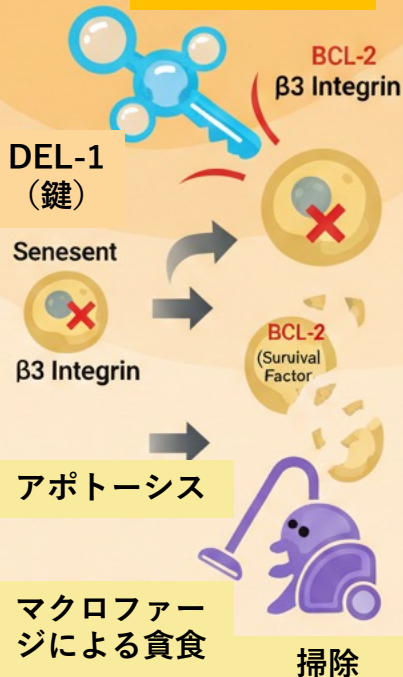 BCL-2
β3 Integrin
DEL-1
（鍵）
Senesent
β3 Integrin
BCL-2
(Suruival
Factor
アポトーシス
マクロファー
ジによる貪食
掃除